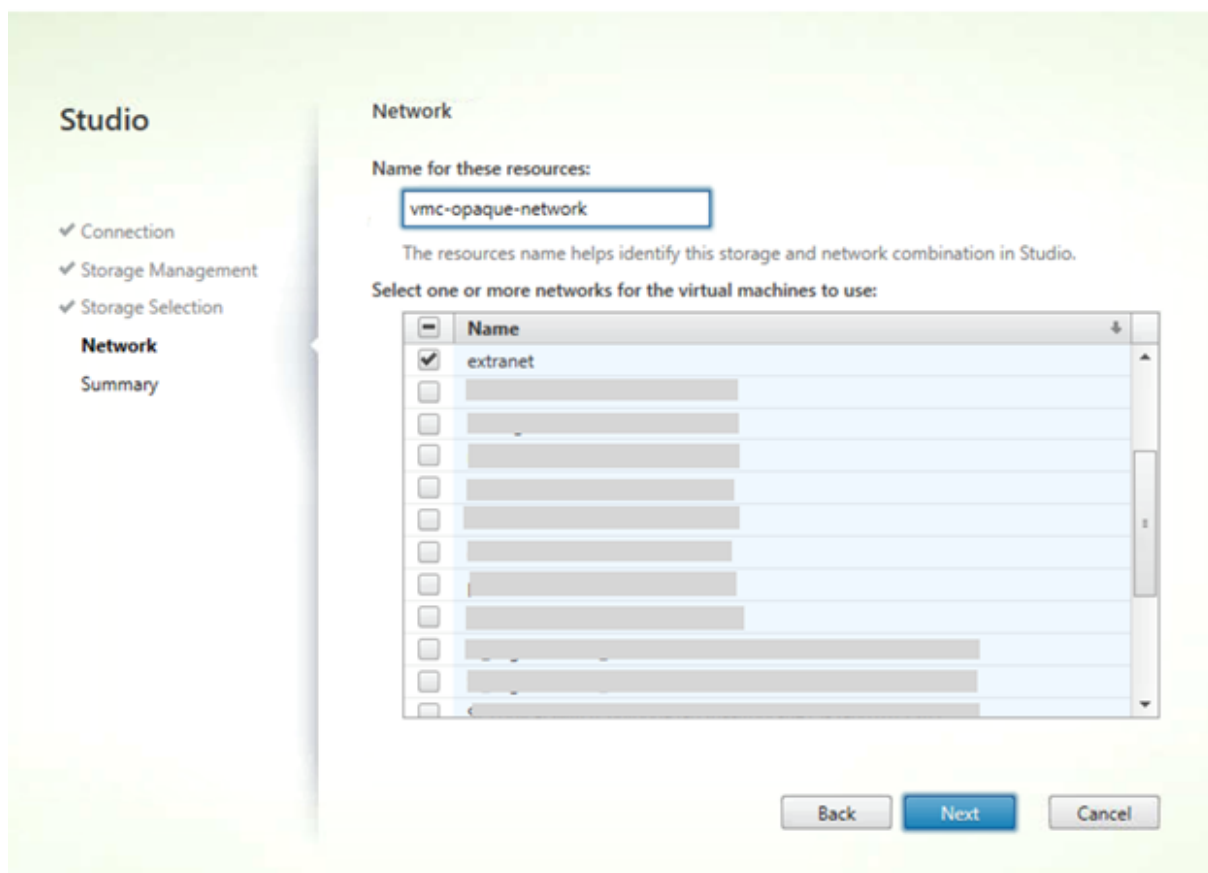 Studio
Connection
Storage Management
Storage Selection
Network
Summary
Network
Name for these resources:
vmc-opaque-network
The resources name helps identify this storage and network combination in Studio.
Select one or more networks for the virtual machines to use:
Name
extranet
Back
Next
Cancel